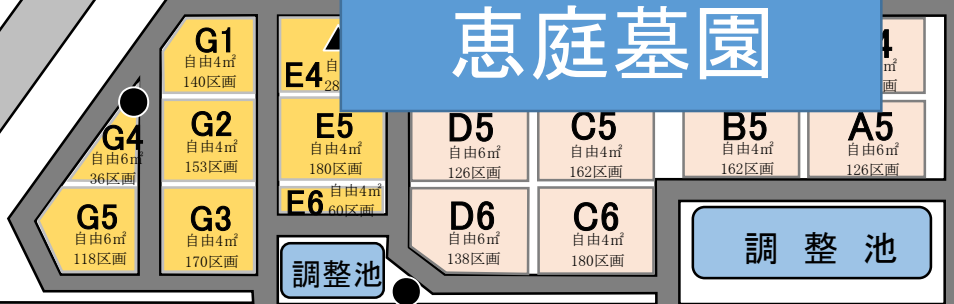 恵庭墓園
G1
自由4㎡
140区画
E4
自
28
4
㎡
画
G2
自由4㎡
153区画
E5
自由4㎡
180区画
D5
自由6㎡
126区画
C5
自由4㎡
162区画
B5
自由4㎡
162区画
A5
自由6㎡
126区画
G4
自由6㎡
36区画
E6
自由4㎡
60区画
G5
自由6㎡
118区画
G3
自由4㎡
170区画
D6
自由6㎡
138区画
C6
自由4㎡
180区画
調整池
調 整 池